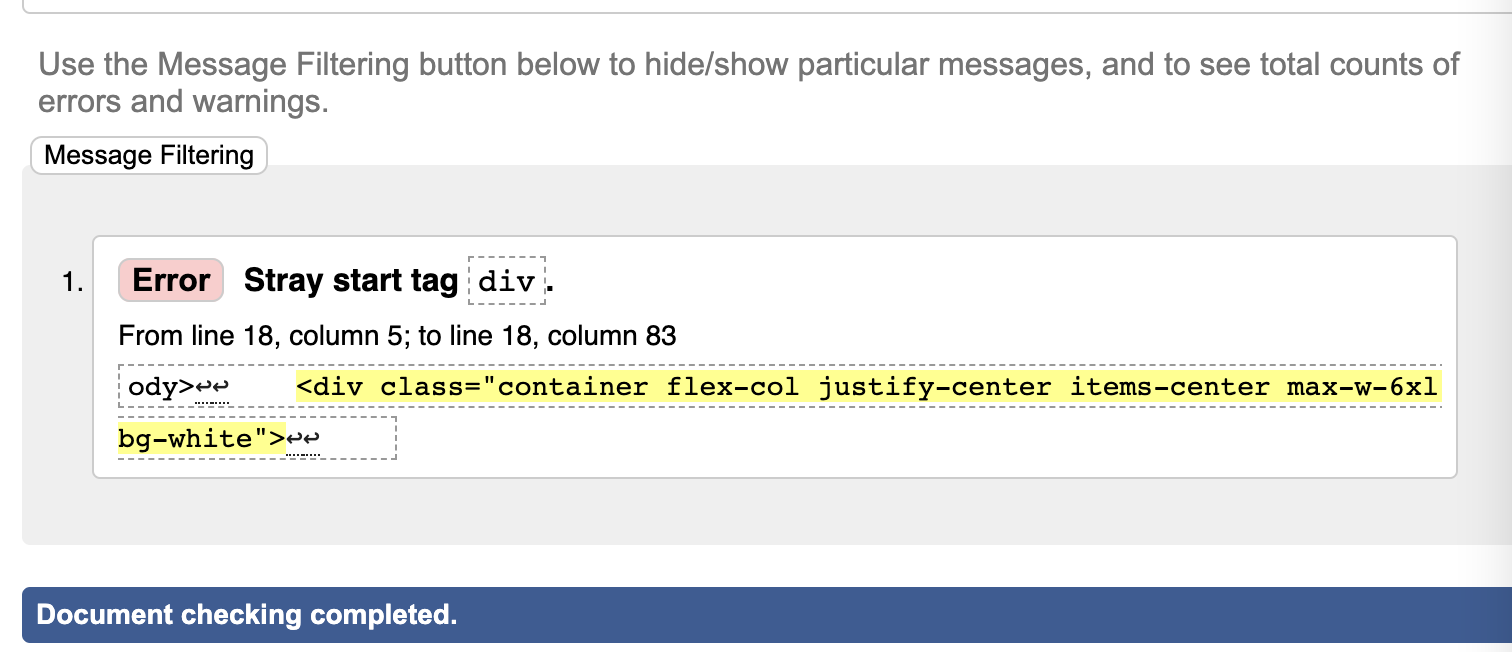 Use the Message Filtering button below to hide/show particular messages, and to see total counts of
errors and warnings.
Message Filtering
1. Error Stray start tag div.
From line 18, column 5; to line 18, column 83
ody>↩↩    <div class="container flex-col justify-center items-center max-w-6xl
bg-white">↩↩
Document checking completed.